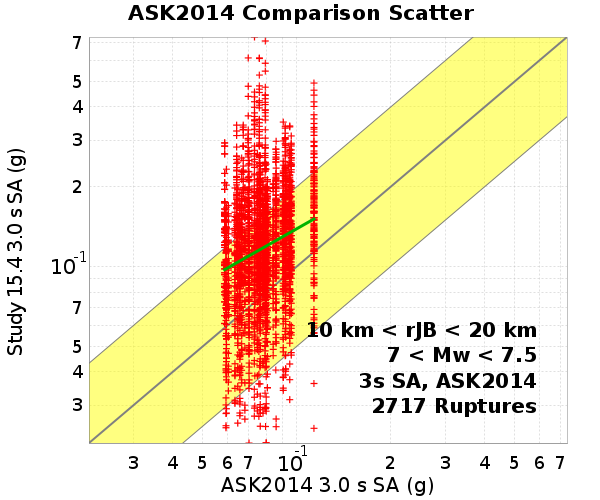 ASK2014 Comparison Scatter
7
5
4
3
2
10-1
7
5
4
3
Study 15.4 3.0 s SA (g)
10 km < rJB < 20 km
7 < Mw < 7.5
3s SA, ASK2014
2717 Ruptures
3 4 5 6 7 10-1 2 3 4 5 6 7
ASK2014 3.0 s SA (g)